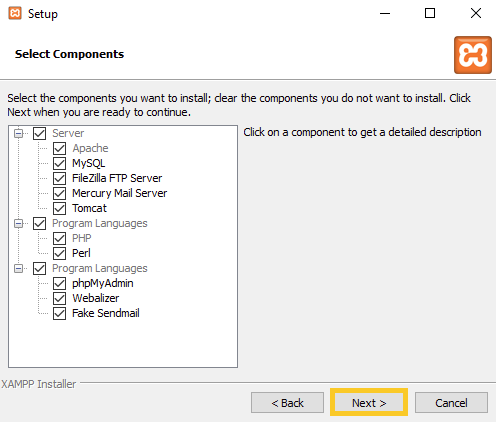 Setup
Select Components
Select the components you want to install; clear the components you do not want to install. Click
Next when you are ready to continue.
Server
Click on a component to get a detailed description
Apache
MySQL
FileZilla FTP Server
Mercury Mail Server
Tomcat
Program Languages
PHP
Perl
Program Languages
phpMyAdmin
Webalizer
Fake Sendmail
XAMPP Installer
< Back
Next >
Cancel